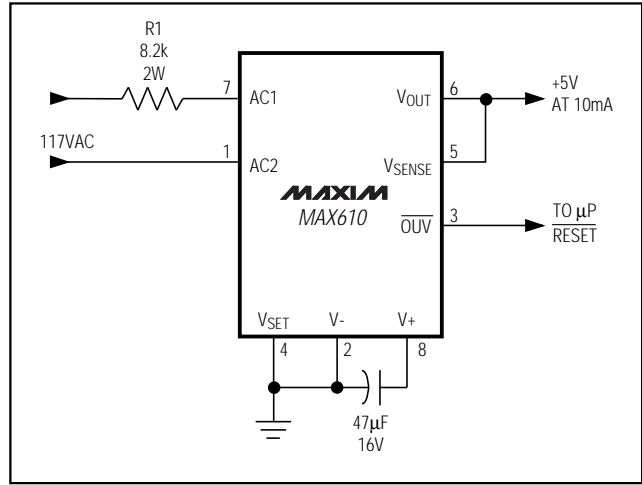 R1
8.2k
2W
7
AC1
117VAC
1
AC2
VOUT
6
+5V
AT 10mA
VSENSE
5
MAXIM
MAX610
OUV
3
TO μP
RESET
VSET
V-
V+
4
2
8
47μF
16V